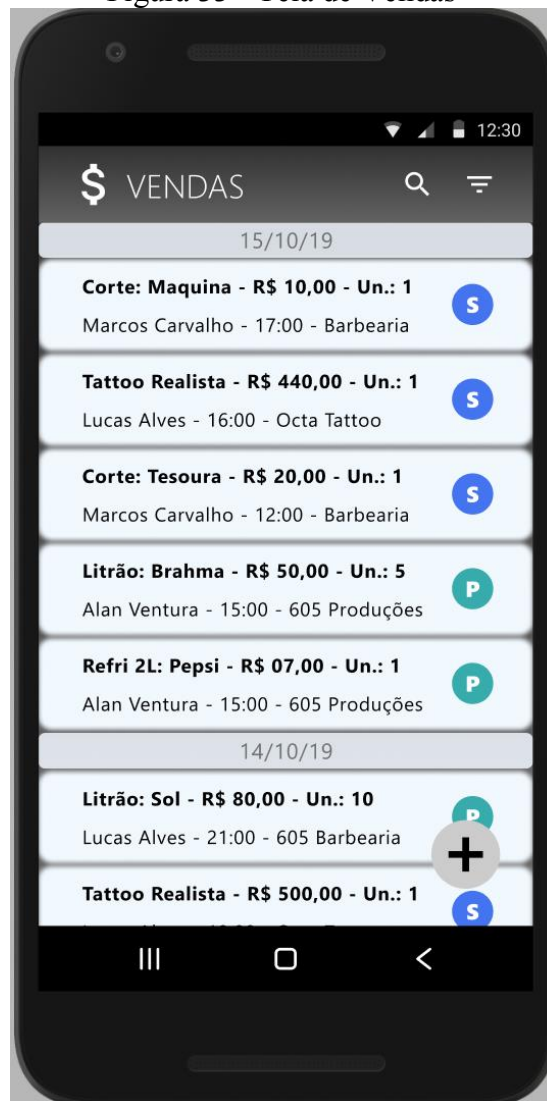 12:30
$ VENDAS
15/10/19
Corte: Maquina - R$ 10,00 - Un.: 1
S
Marcos Carvalho - 17:00 - Barbearia
Tattoo Realista - R$ 440,00 - Un.: 1
S
Lucas Alves - 16:00 - Octa Tattoo
Corte: Tesoura - R$ 20,00 - Un.: 1
S
Marcos Carvalho - 12:00 - Barbearia
Litrão: Brahma - R$ 50,00 - Un.: 5
P
Alan Ventura - 15:00 - 605 Produções
Refri 2L: Pepsi - R$ 07,00 - Un.: 1
P
Alan Ventura - 15:00 - 605 Produções
14/10/19
Litrão: Sol - R$ 80,00 - Un.: 10
P
Lucas Alves - 21:00 - 605 Barbearia
+
Tattoo Realista - R$ 500,00 - Un.: 1
S